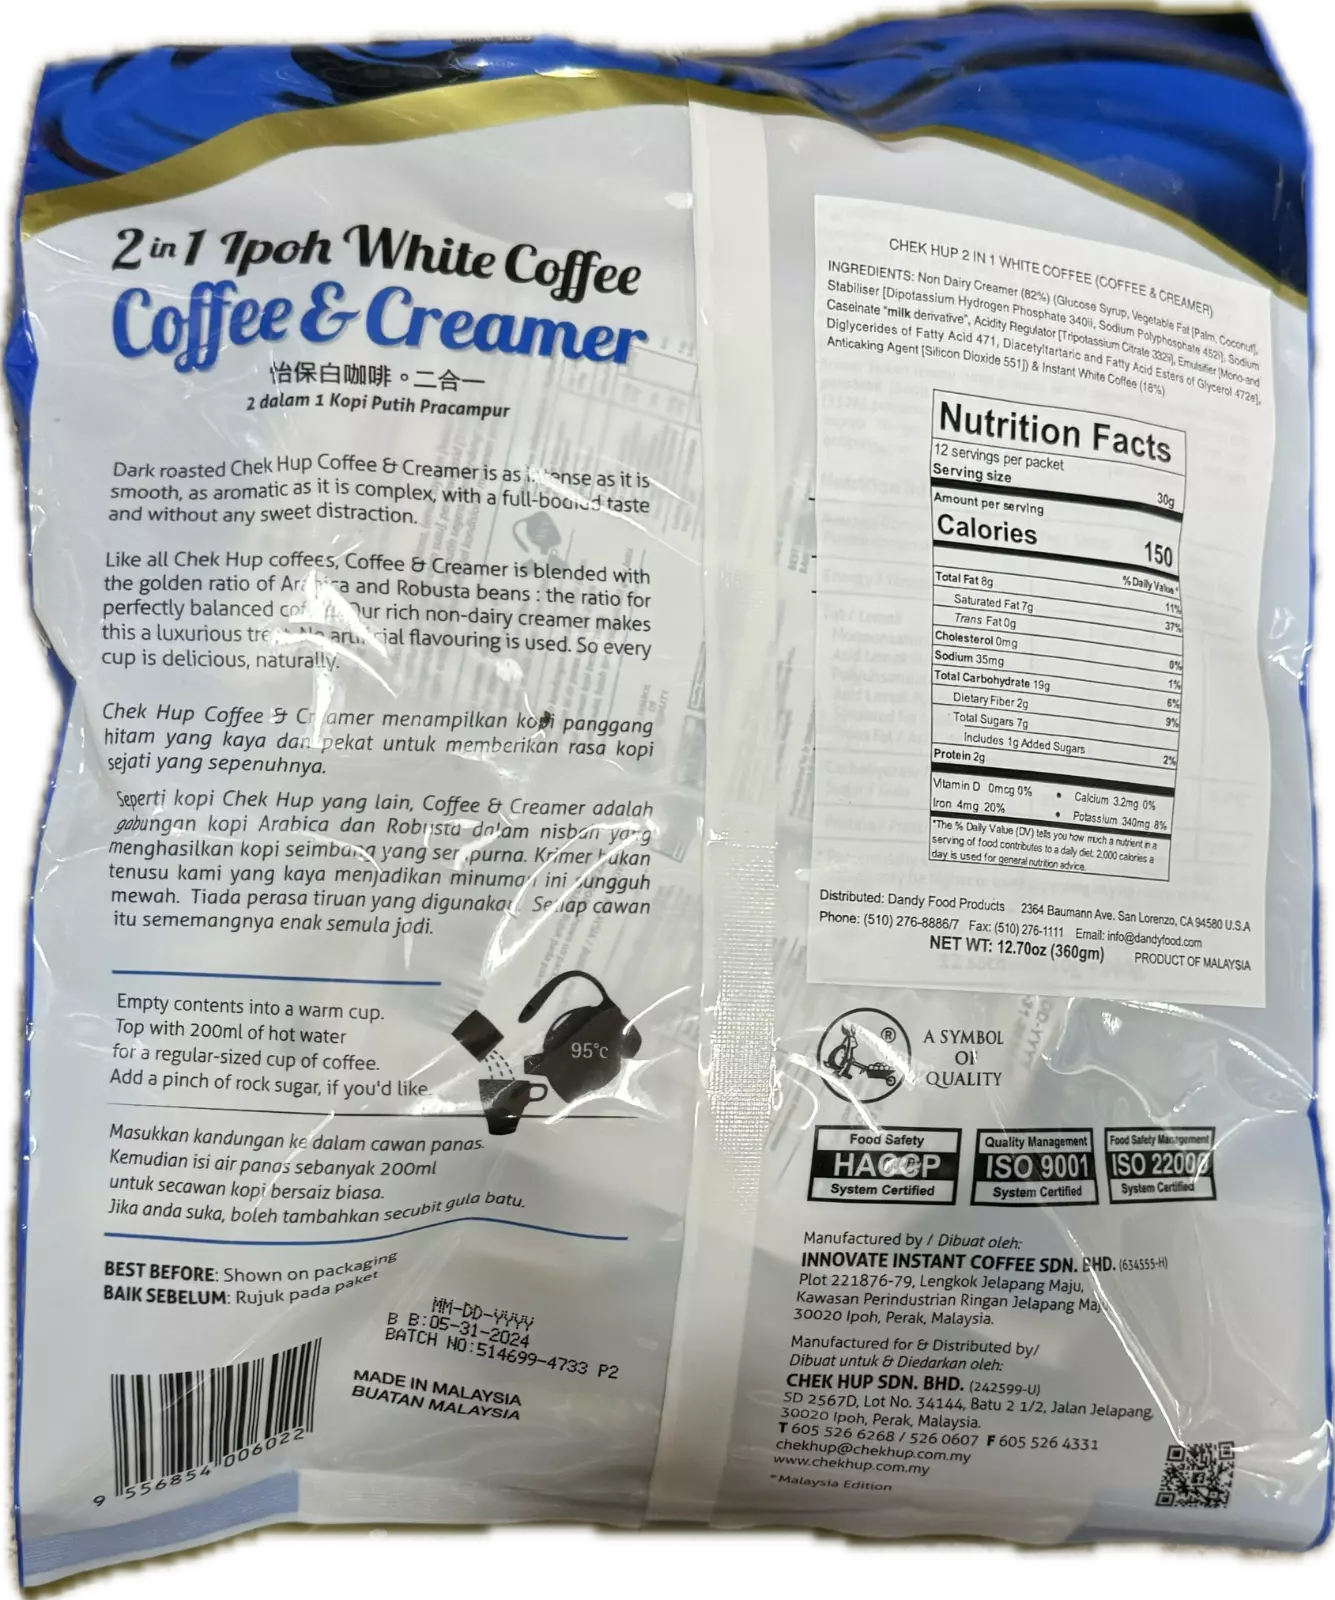 2 in 1 Ipoh White Coffee
Coffee & Creamer
怡保白咖啡。二合一
2 dalam 1 Kopi Putih Pracampur
Dark roasted Chek Hup Coffee & Creamer is as intense as it is
smooth, as aromatic as it is complex, with a full-bodied taste
and without any sweet distraction.
Like all Chek Hup coffees, Coffee & Creamer is blended with
the golden ratio of Arabica and Robusta beans : the ratio for
perfectly balanced Our rich non-dairy creamer makes
this a luxurious treat. No artificial flavouring is used. So every
cup is delicious, naturally.
Chek Hup Coffee & Creamer menampilkan kopi panggang
hitam yang kaya dan pekat untuk memberikan rasa kopi
sejati yang sepenuhnya.
Seperti kopi Chek Hup yang lain, Coffee & Creamer adalah
gabungan kopi Arabica dan Robusta dalam nisbah yang
menghasilkan kopi seimbang yang sempurna. Krimer bukan
tenusu kami yang kaya menjadikan minuman ini sungguh
mewah. Tiada perasa tiruan yang digunakan. Setiap cawan
itu sememangnya enak semula jadi.
Empty contents into a warm cup.
Top with 200ml of hot water
for a regular-sized cup of coffee.
Add a pinch of rock sugar, if you'd like.
95°c
Masukkan kandungan ke dalam cawan panas.
Kemudian isi air panas sebanyak 200ml
untuk secawan kopi bersaiz biasa.
Jika anda suka, boleh tambahkan secubit gula batu.
BEST BEFORE: Shown on packaging
BAIK SEBELUM: Rujuk pada paket
MM-DD-YYYY
B B:05-31-2024
BATCH NO:514699-4733 P2
MADE IN MALAYSIA
BUATAN MALAYSIA
9 556854 006022
CHEK HUP 2 IN 1 WHITE COFFEE (COFFEE & CREAMER)
INGREDIENTS: Non Dairy Creamer (82%) (Glucose Syrup, Vegetable Fat [Palm, Coconut],
Stabiliser [Dipotassium Hydrogen Phosphate 340ii, Sodium Polyphosphate 452i], Sodium
Caseinate "milk derivative", Acidity Regulator [Tripotassium Citrate 332ii], Emulsifier [Mono-and
Diglycerides of Fatty Acid 471, Diacetyltartaric and Fatty Acid Esters of Glycerol 472e],
Anticaking Agent [Silicon Dioxide 551]) & Instant White Coffee (18%)
Nutrition Facts
12 servings per packet
Serving size 30g
Amount per serving
Calories 150
% Daily Value*
Total Fat 8g 11%
Saturated Fat 7g 37%
Trans Fat 0g
Cholesterol 0mg 0%
Sodium 35mg 1%
Total Carbohydrate 19g 6%
Dietary Fiber 2g 9%
Total Sugars 7g
Includes 1g Added Sugars 2%
Protein 2g
Vitamin D 0mcg 0% • Calcium 3.2mg 0%
Iron 4mg 20% • Potassium 340mg 8%
*The % Daily Value (DV) tells you how much a nutrient in a
serving of food contributes to a daily diet. 2,000 calories a
day is used for general nutrition advice.
Distributed: Dandy Food Products 2364 Baumann Ave. San Lorenzo, CA 94580 U.S.A
Phone: (510) 276-8886/7 Fax: (510) 276-1111 Email: info@dandyfood.com
NET WT: 12.70oz (360gm) PRODUCT OF MALAYSIA
®
A SYMBOL
OF
QUALITY
Food Safety
HACCP
System Certified
Quality Management
ISO 9001
System Certified
Food Safety Management
ISO 22000
System Certified
Manufactured by / Dibuat oleh:
INNOVATE INSTANT COFFEE SDN. BHD. (634555-H)
Plot 221876-79, Lengkok Jelapang Maju,
Kawasan Perindustrian Ringan Jelapang Maju,
30020 Ipoh, Perak, Malaysia.
Manufactured for & Distributed by/
Dibuat untuk & Diedarkan oleh:
CHEK HUP SDN. BHD. (242599-U)
SD 2567D, Lot No. 34144, Batu 2 1/2, Jalan Jelapang,
30020 Ipoh, Perak, Malaysia.
T 605 526 6268 / 526 0607 F 605 526 4331
chekhup@chekhup.com.my
www.chekhup.com.my
*Malaysia Edition